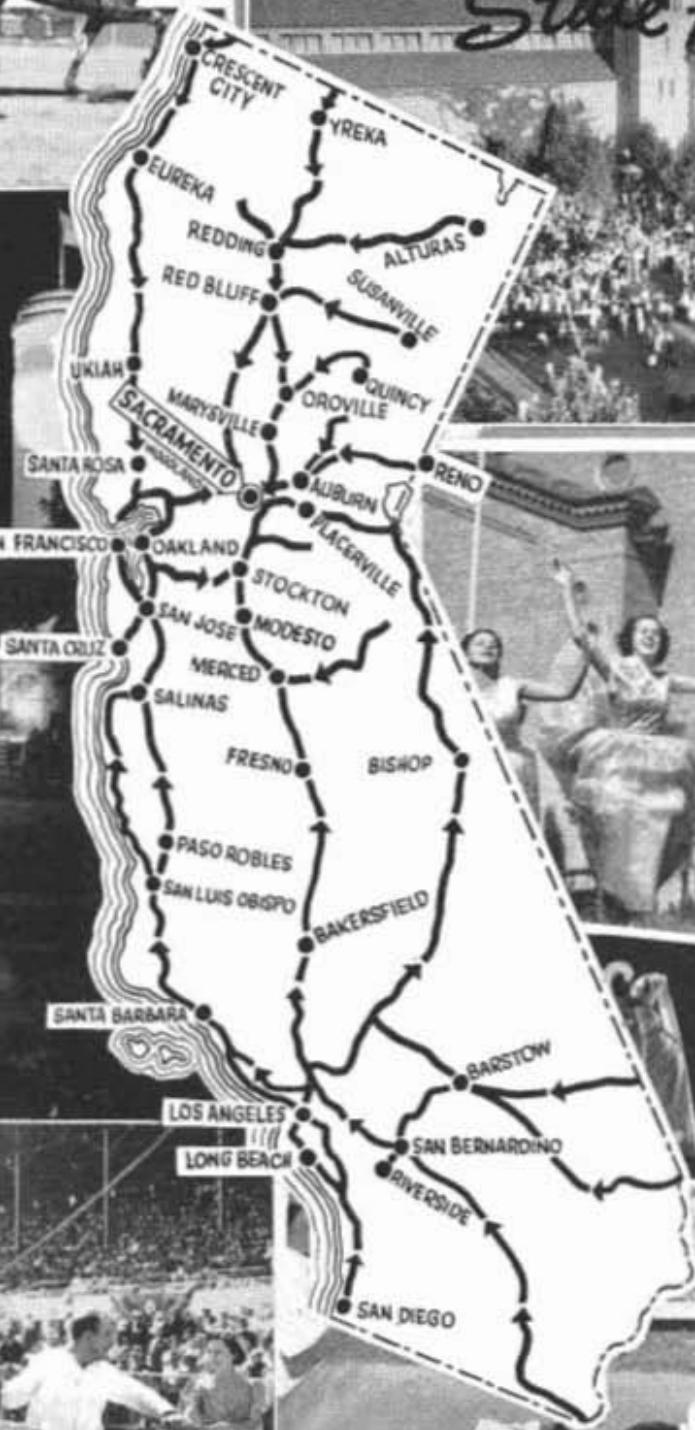 State
CRESCENT
CITY
YREKA
EUREKA
REDDING
ALTURAS
RED BLUFF
SUSANVILLE
UKIAH
QUINCY
OROVILLE
MARYSVILLE
SACRAMENTO
SANTA ROSA
WOODLAND
RENO
AUBURN
PLACERVILLE
N FRANCISCO
OAKLAND
STOCKTON
SAN JOSE
MODESTO
SANTA CRUZ
MERCED
SALINAS
FRESNO
BISHOP
PASO ROBLES
SAN LUIS OBISPO
BAKERSFIELD
SANTA BARBARA
BARSTOW
LOS ANGELES
SAN BERNARDINO
LONG BEACH
RIVERSIDE
SAN DIEGO